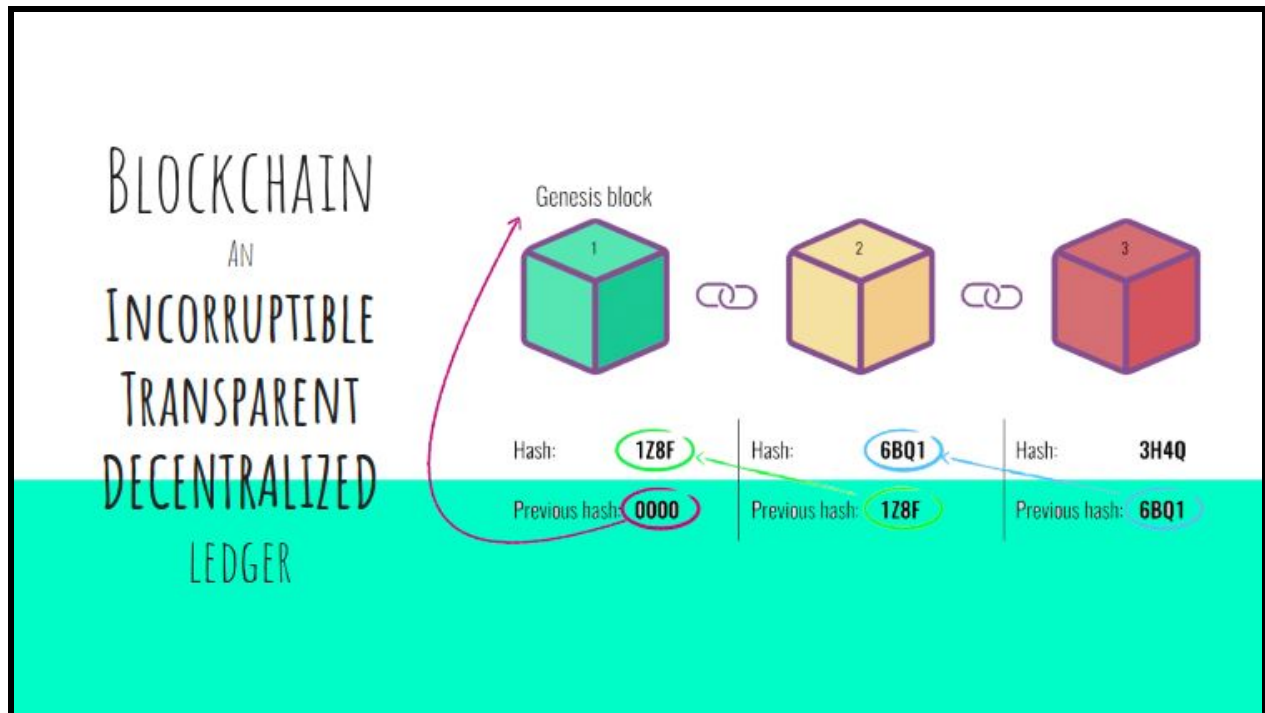 BLOCKCHAIN
AN
INCORRUPTIBLE
TRANSPARENT
DECENTRALIZED
LEDGER
Genesis block
1
2
3
Hash: 1Z8F
Previous hash: 0000
Hash: 6BQ1
Previous hash: 1Z8F
Hash: 3H4Q
Previous hash: 6BQ1